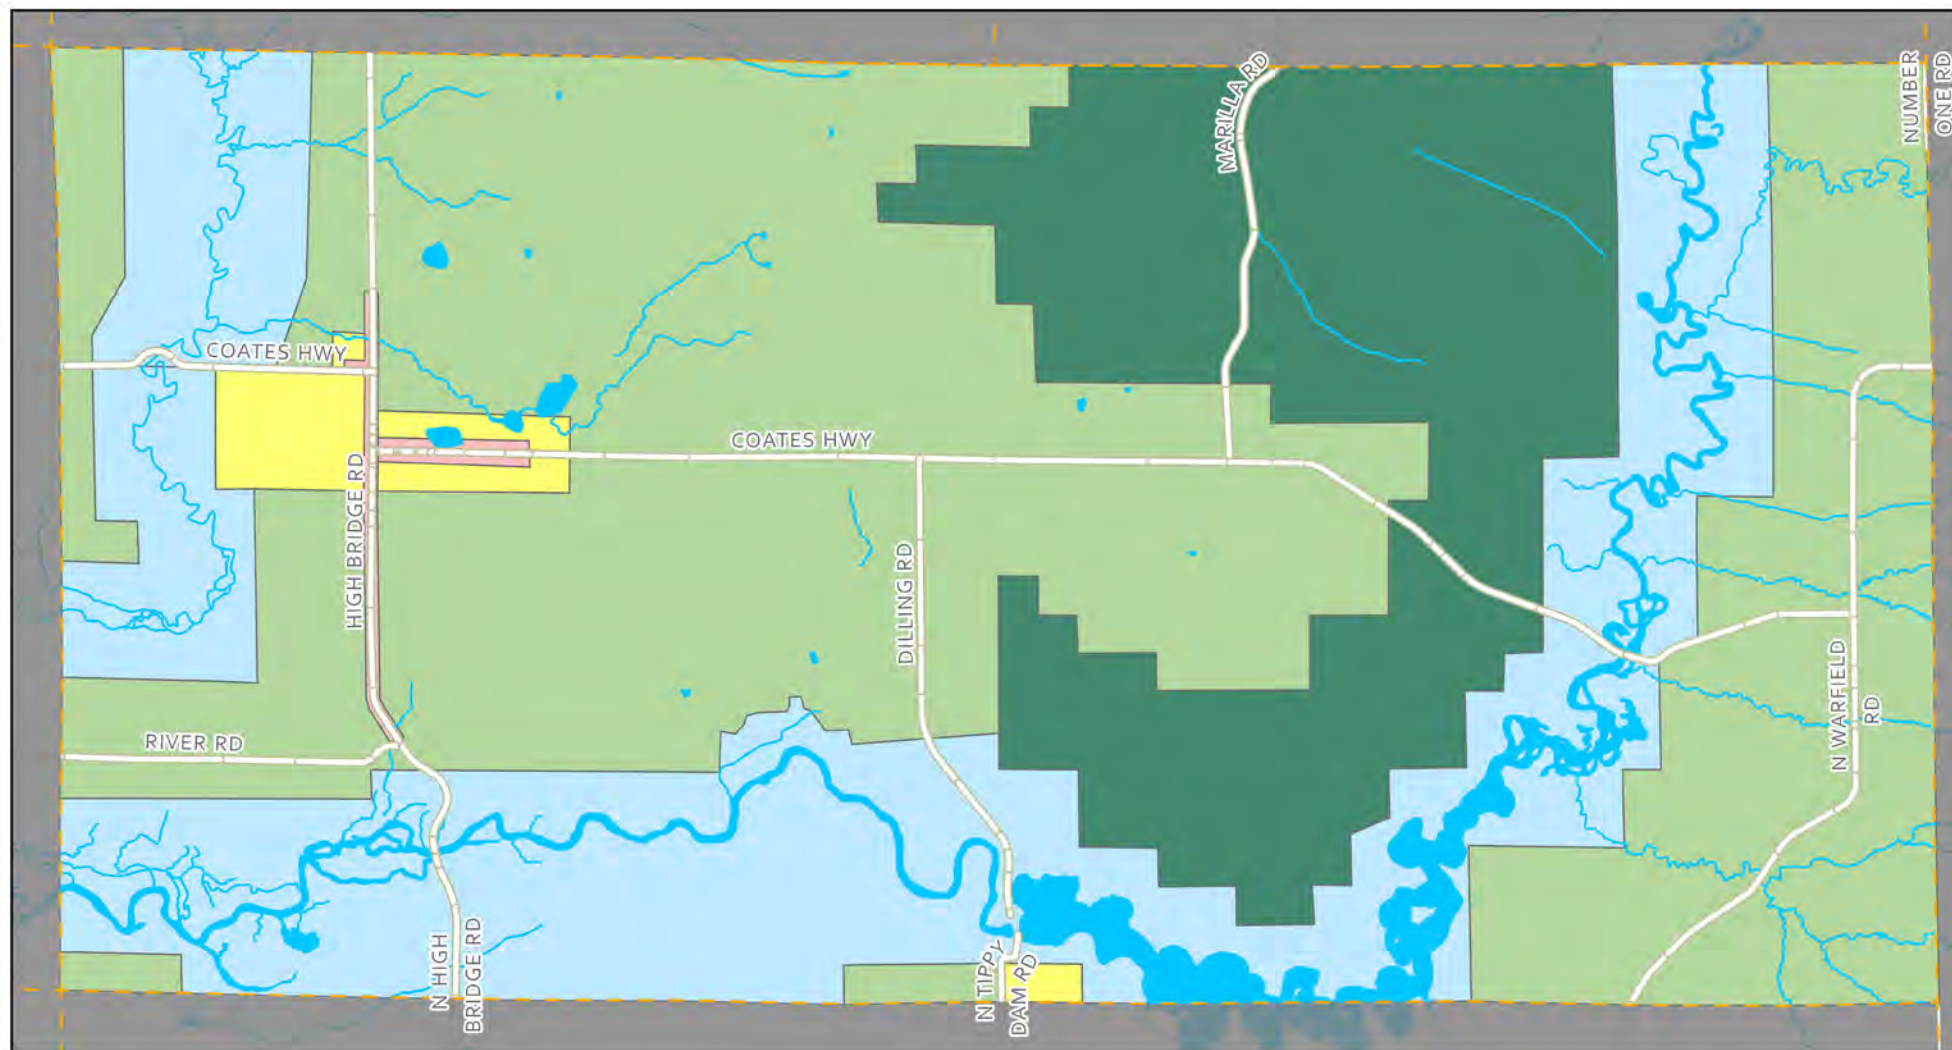 NUMBER
ONE RD
MARILLA RD
COATES HWY
COATES HWY
HIGH BRIDGE RD
DILLING RD
N WARFIELD
RD
RIVER RD
N HIGH
BRIDGE RD
N TIPPY
DAM RD